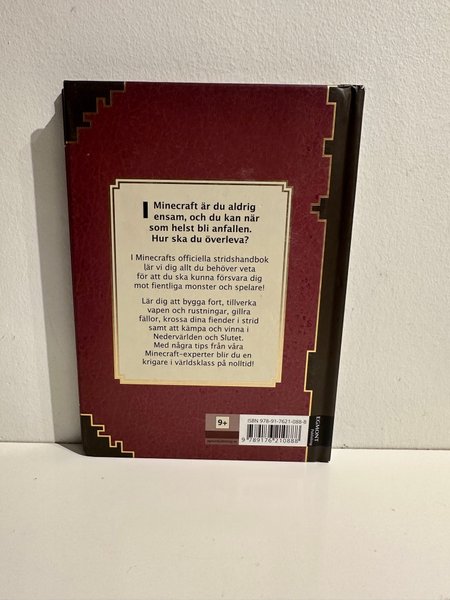 I Minecraft är du aldrig
ensam, och du kan när
som helst bli anfallen.
Hur ska du överleva?
I Minecrafts officiella stridshandbok
lär vi dig allt du behöver veta
för att du ska kunna försvara dig
mot fientliga monster och spelare!
Lär dig att bygga fort, tillverka
vapen och rustningar, gillra
fällor, krossa dina fiender i strid
samt att kämpa och vinna i
Nedervärlden och Slutet.
Med några tips från våra
Minecraft-experter blir du en
krigare i världsklass på nolltid!
9+
ISBN 978-91-7621-088-8
9 789176 210888
EGMONT
Publishing